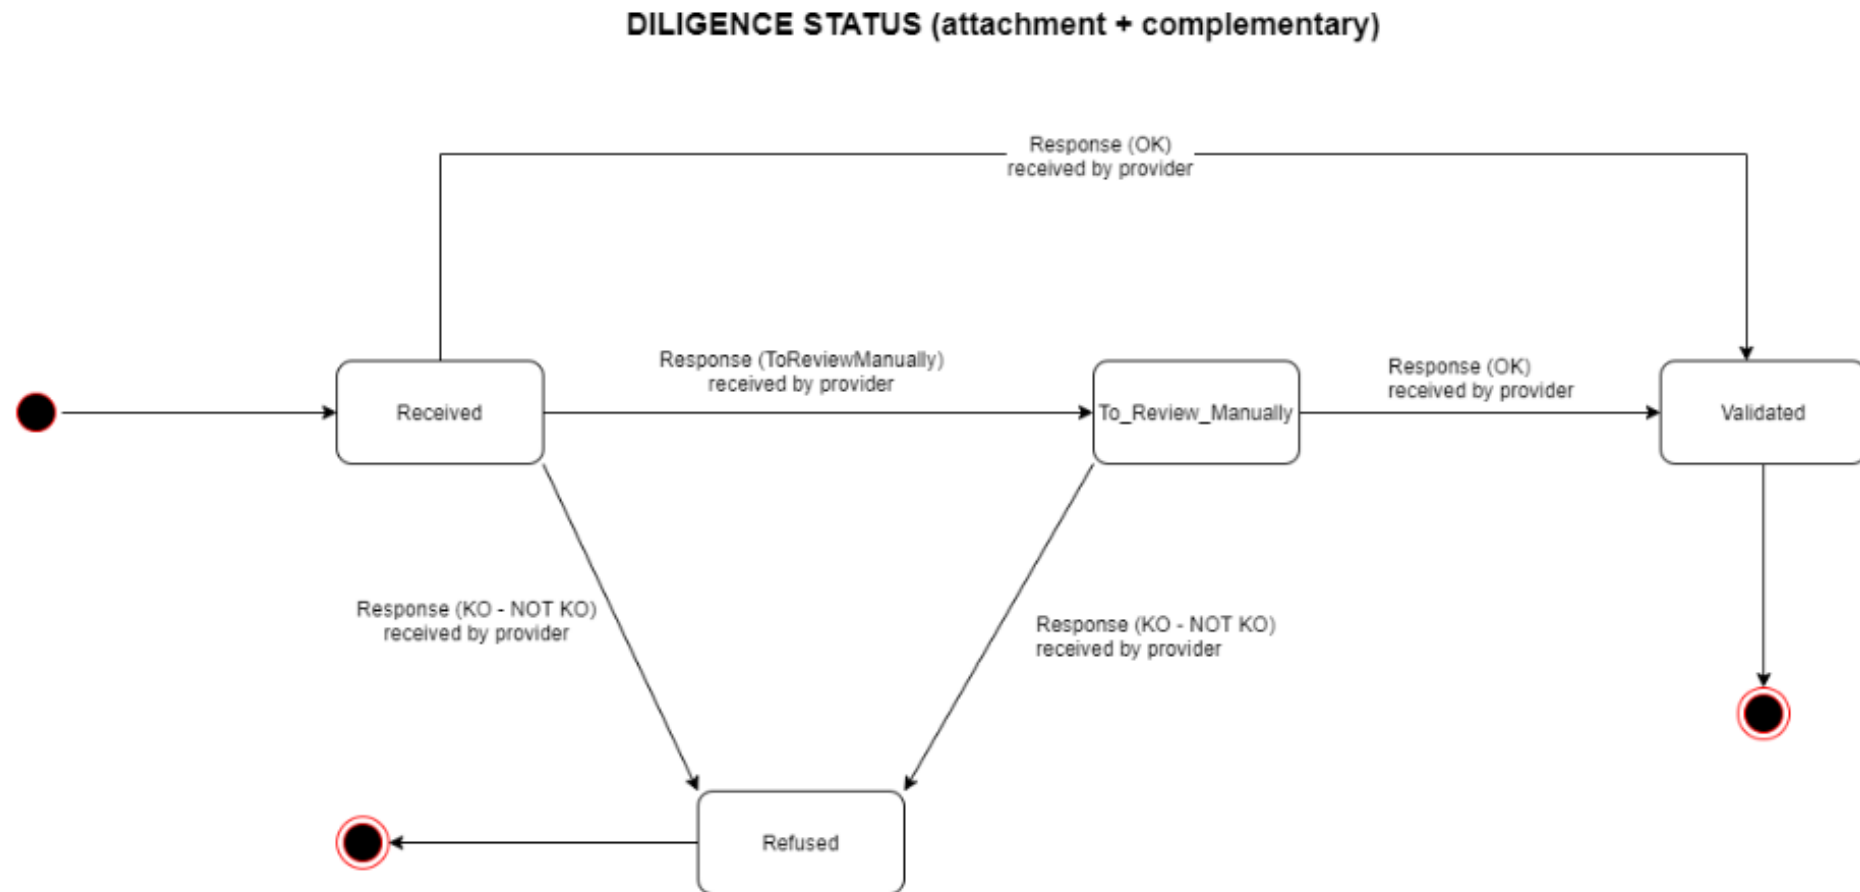 DILIGENCE STATUS (attachment + complementary)
Response (OK)
received by provider
Response (ToReviewManually)
received by provider
Response (OK)
received by provider
Received
To_Review_Manually
Validated
Response (KO - NOT KO)
received by provider
Response (KO - NOT KO)
received by provider
Refused